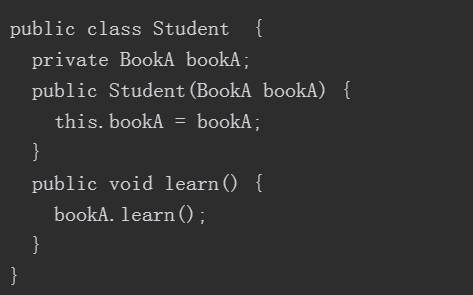 public class Student  {
  private BookA bookA;
  public Student(BookA bookA) {
    this.bookA = bookA;
  }
  public void learn() {
    bookA.learn();
  }
}